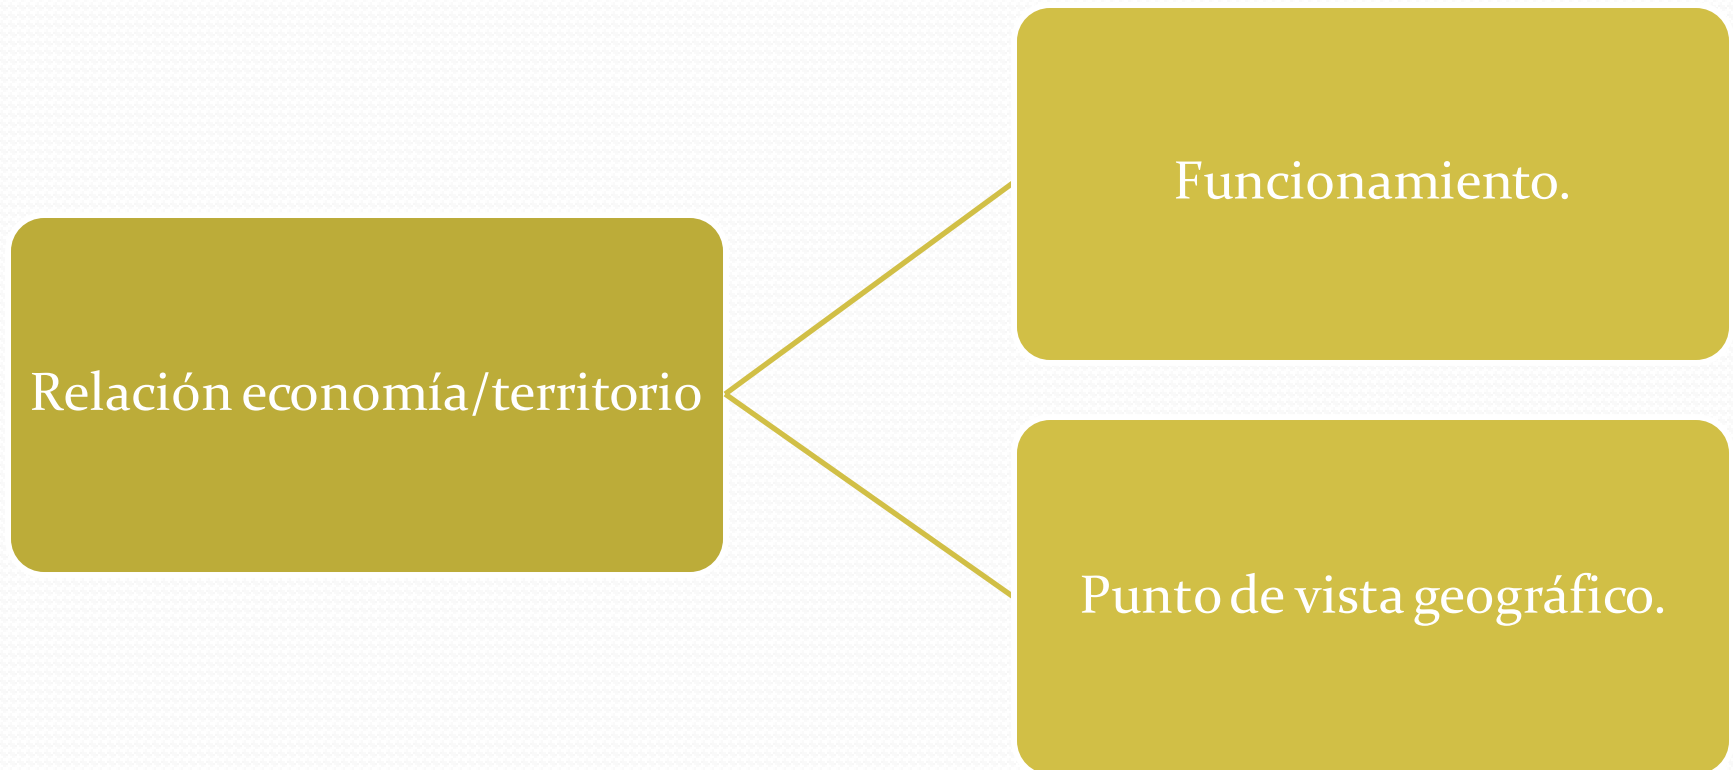 Funcionamiento.
Relación economía/territorio
Punto de vista geográfico.